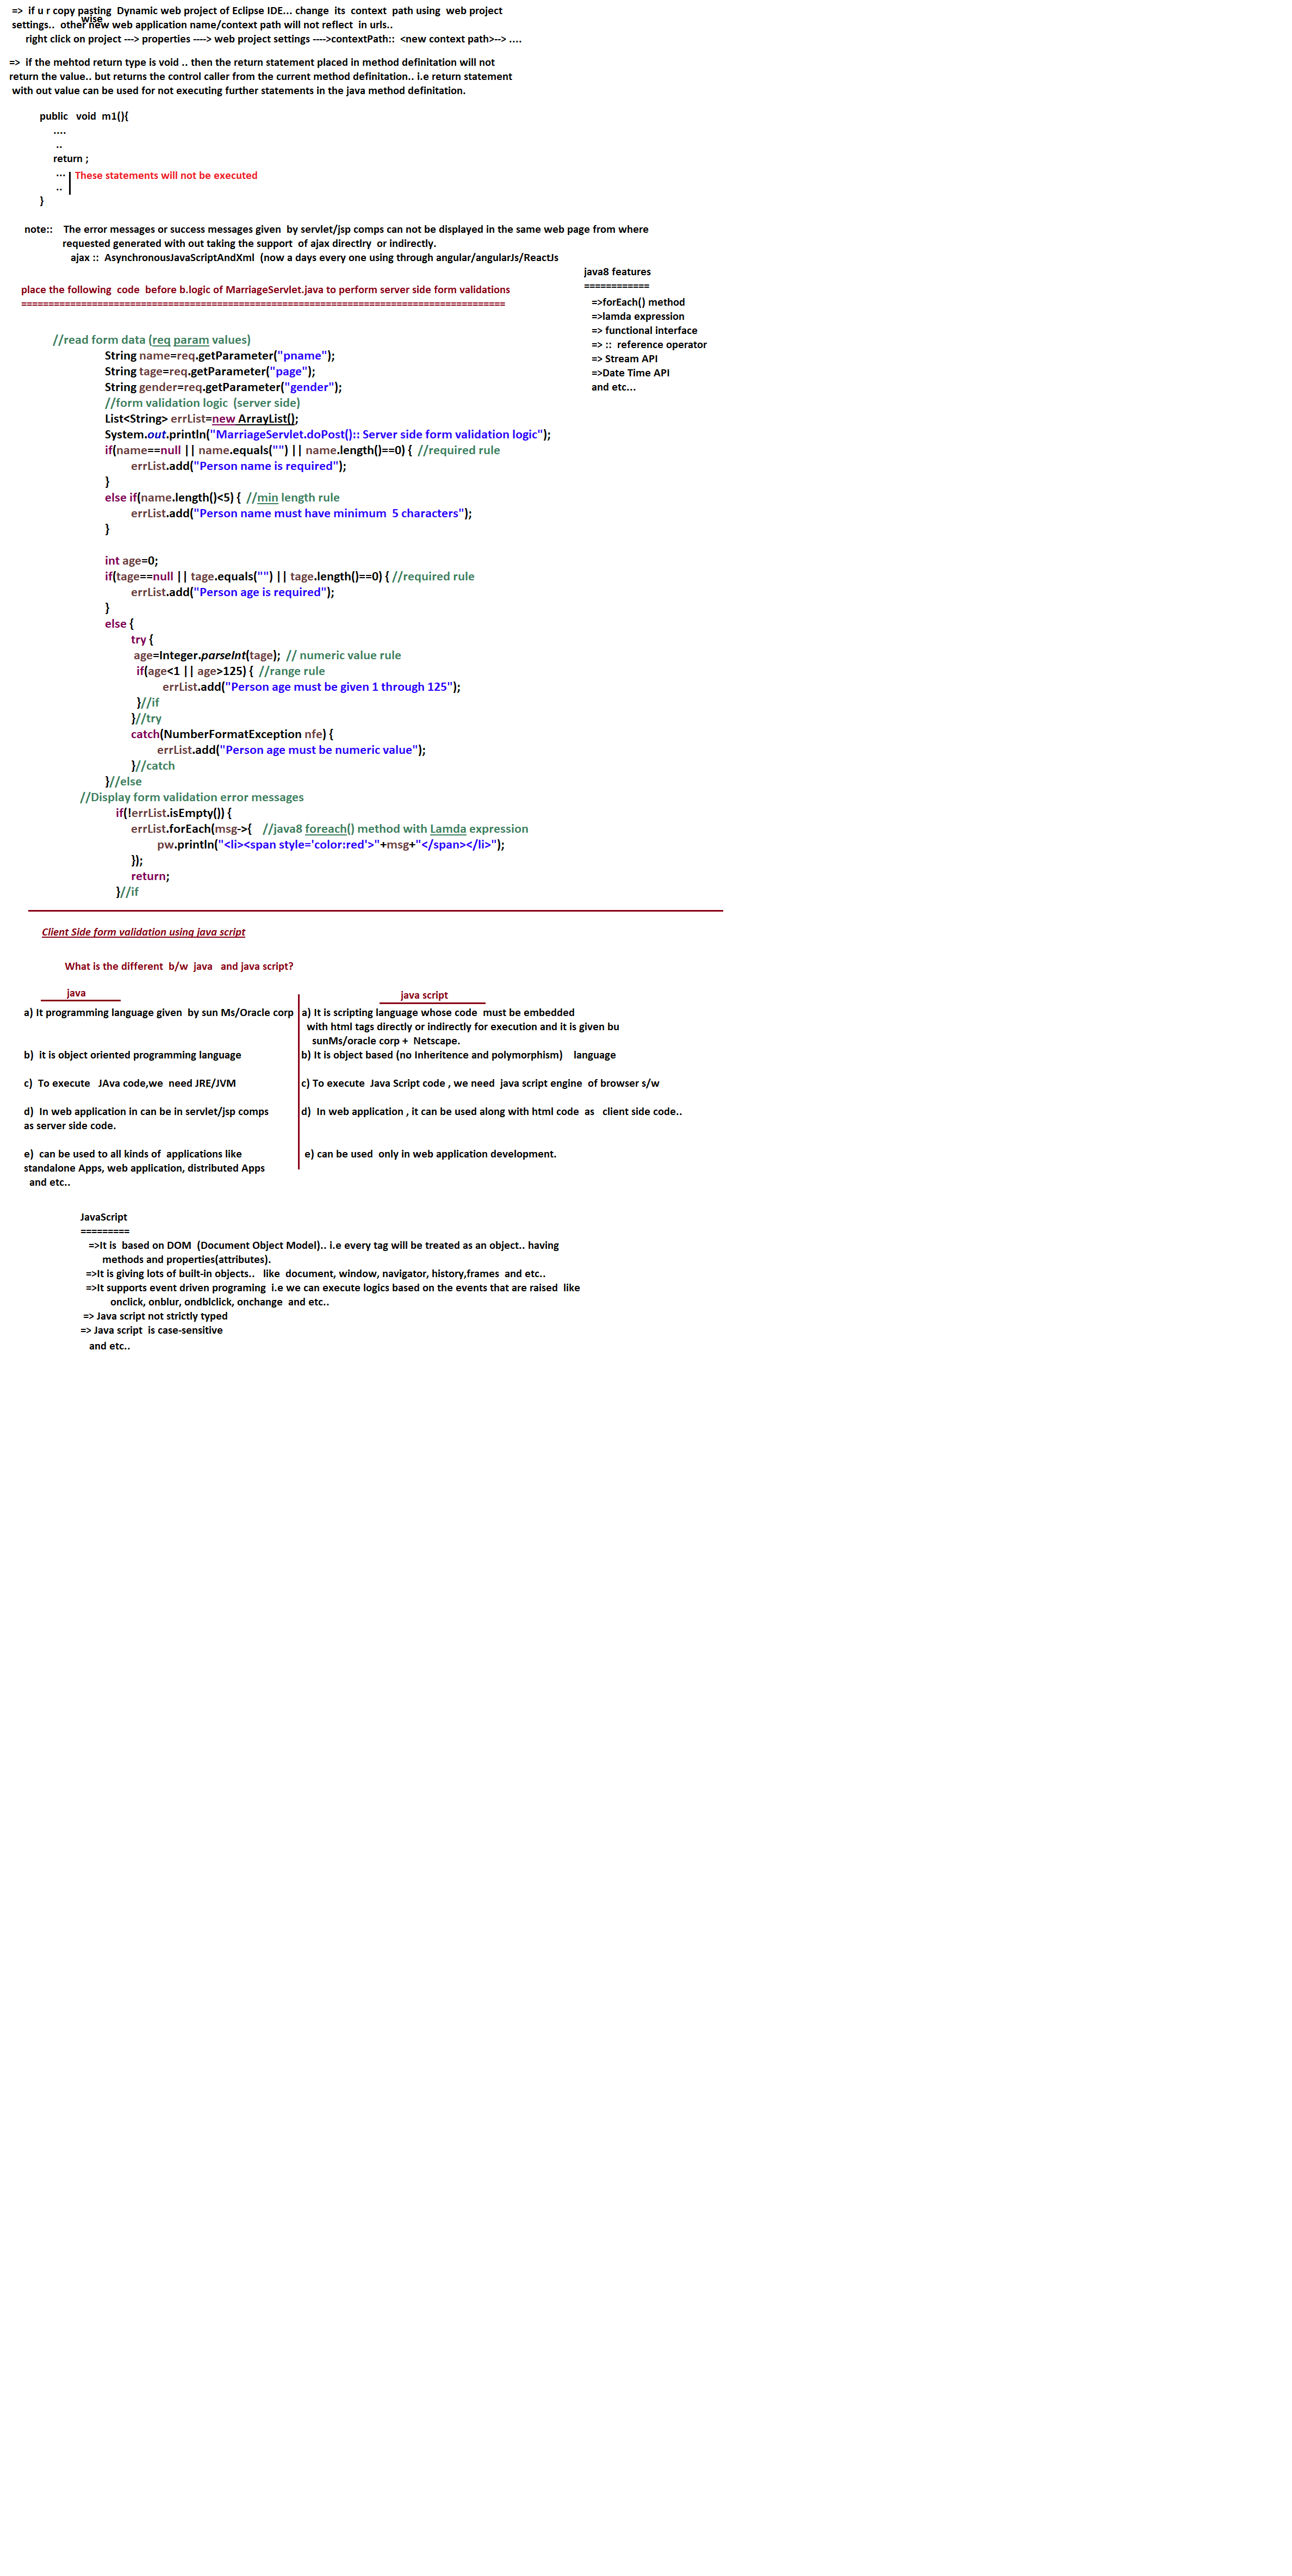 =>  if u r copy pasting  Dynamic web project of Eclipse IDE... change  its  context  path using  web project
wise
settings..  other new web application name/context path will not reflect  in urls..
right click on project ---> properties ----> web project settings ---->contextPath::  <new context path>--> ....
=>  if the mehtod return type is void .. then the return statement placed in method definition will not
return the value.. but returns the control caller from the current method definitation.. i.e return statement
with out value can be used for not executing further statements in the java method definition.
public   void  m1(){
....
..
return ;
... These statements will not be executed
..
}
note::    The error messages or success messages given  by servlet/jsp comps can not be displayed in the same web page from where
requested generated with out taking the support  of ajax directlry  or indirectly.
ajax ::  AsynchronousJavaScriptAndXml  (now a days every one using through angular/angularJs/ReactJs
java8 features
============
=>forEach() method
=>lamda expression
=> functional interface
=> ::  reference operator
=> Stream API
=>Date Time API
and etc...
place the following  code  before b.logic of MarriageServlet.java to perform server side form validations
=========================================================================================
//read form data (req param values)
String name=req.getParameter("pname");
String tage=req.getParameter("page");
String gender=req.getParameter("gender");
//form validation logic  (server side)
List<String> errList=new ArrayList();
System.out.println("MarriageServlet.doPost():: Server side form validation logic");
if(name==null || name.equals("") || name.length()==0) {  //required rule
errList.add("Person name is required");
}
else if(name.length()<5) {  //min length rule
errList.add("Person name must have minimum  5 characters");
}
int age=0;
if(tage==null || tage.equals("") || tage.length()==0) { //required rule
errList.add("Person age is required");
}
else {
try {
age=Integer.parseInt(tage);  // numeric value rule
if(age<1 || age>125) {  //range rule
errList.add("Person age must be given 1 through 125");
}//if
}//try
catch(NumberFormatException nfe) {
errList.add("Person age must be numeric value");
}//catch
}//else
//Display form validation error messages
if(!errList.isEmpty()) {
errList.forEach(msg->{    //java8 foreach() method with Lamda expression
pw.println("<li><span style='color:red'>"+msg+"</span></li>");
});
return;
}//if
Client Side form validation using java script
What is the different  b/w  java   and java script?
java
java script
a) It programming language given  by sun Ms/Oracle corp
a) It is scripting language whose code  must be embedded
with html tags directly or indirectly for execution and it is given bu
sunMs/oracle corp +  Netscape.
b)  it is object oriented programming language
b) It is object based (no Inheritence and polymorphism)    language
c)  To execute   JAva code,we  need JRE/JVM
c) To execute  Java Script code , we need  java script engine  of browser s/w
d)  In web application in can be in servlet/jsp comps
as server side code.
d)  In web application , it can be used along with html code  as   client side code..
e)  can be used to all kinds of  applications like
standalone Apps, web application, distributed Apps
and etc..
e) can be used  only in web application development.
JavaScript
=========
=>It is  based on DOM  (Document Object Model).. i.e every tag will be treated as an object.. having
methods and properties(attributes).
=>It is giving lots of built-in objects..   like  document, window, navigator, history,frames  and etc..
=>It supports event driven programing  i.e we can execute logics based on the events that are raised  like
onclick, onblur, ondblclick, onchange  and etc..
=> Java script not strictly typed
=> Java script  is case-sensitive
and etc..